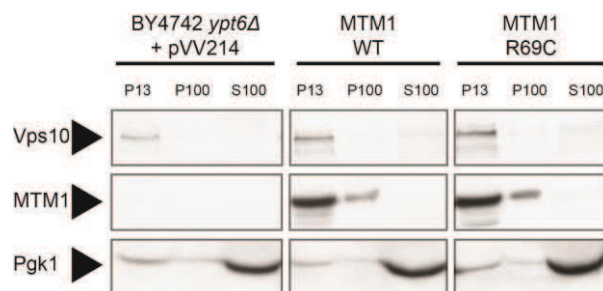 BY4742 ypt6Δ MTM1 MTM1
+ pVV214 WT R69C
P13 P100 S100 P13 P100 S100 P13 P100 S100
Vps10
MTM1
Pgk1